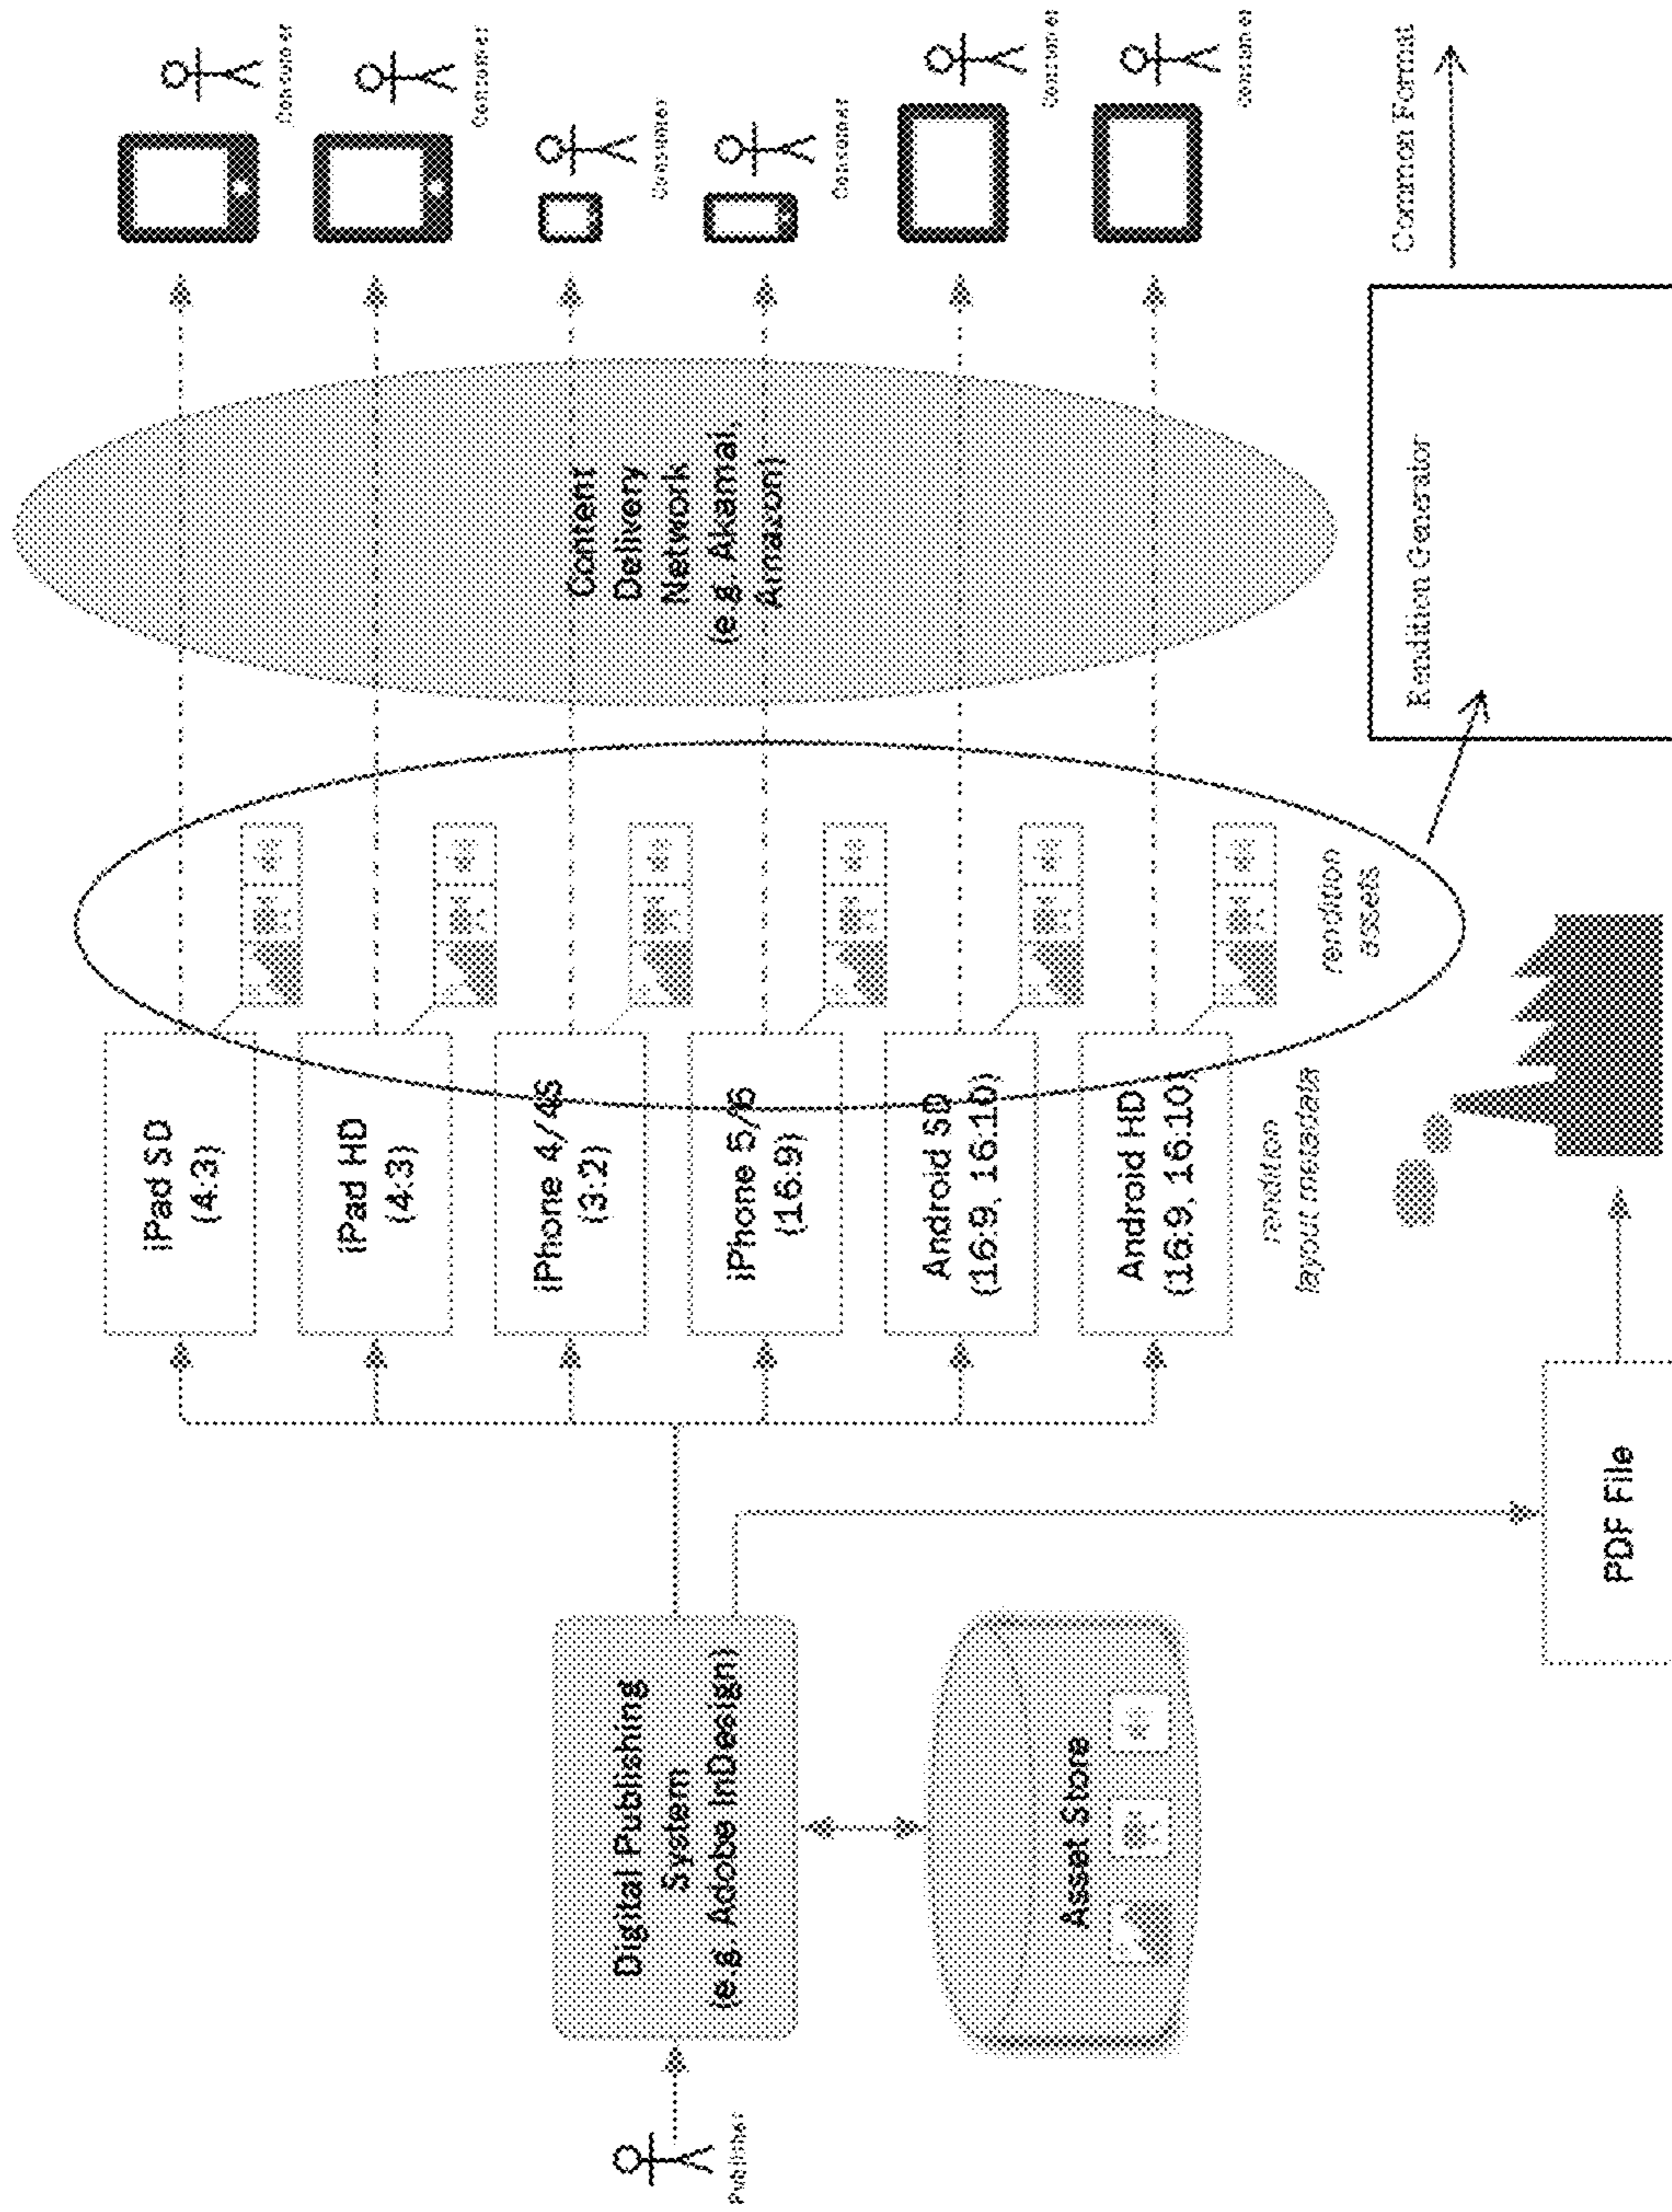 Publisher
Digital Publishing
System
(e.g. Adobe InDesign)
Asset Store
PDF File
iPad SD
(4:3)
iPad HD
(4:3)
iPhone 4/4S
(3:2)
iPhone 5/6
(16:9)
Android SD
(16:9, 16:10)
Android HD
(16:9, 16:10)
rendition
layout metadata
rendition
assets
Content
Delivery
Network
(e.g. Akamai,
Amazon)
Consumer
Consumer
Consumer
Consumer
Consumer
Consumer
Rendition Generator
Common Format